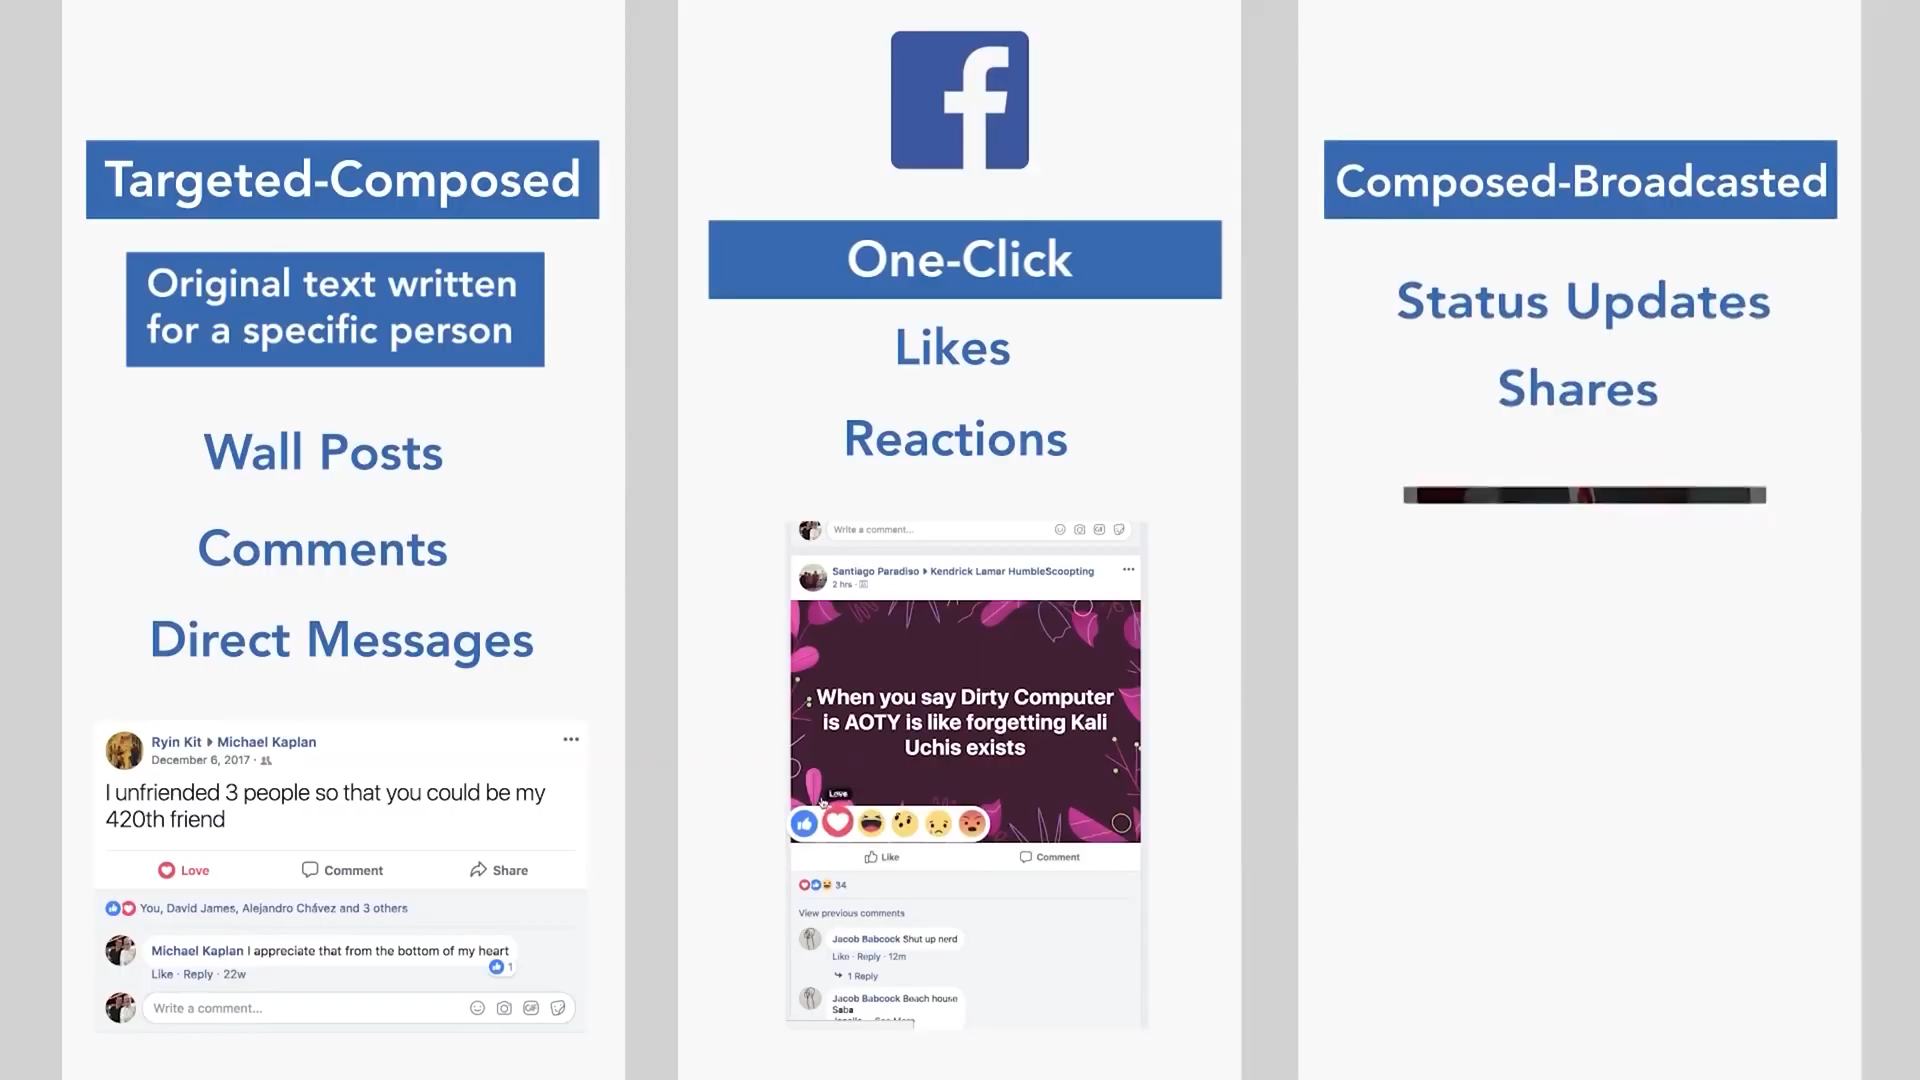 Targeted-Composed
Original text written
for a specific person
Wall Posts
Comments
Direct Messages
Ryin Kit ▸ Michael Kaplan
December 6, 2017 ·
I unfriended 3 people so that you could be my
420th friend
Love Comment Share
You, David James, Alejandro Chávez and 3 others
Michael Kaplan I appreciate that from the bottom of my heart
1
Like · Reply · 22w
Write a comment...
GIF
f
One-Click
Likes
Reactions
Write a comment...
GIF
Santiago Paradiso ▸ Kendrick Lamar HumbleScoopting
2 hrs ·
When you say Dirty Computer
is AOTY is like forgetting Kali
Uchis exists
Love
Like Comment
34
View previous comments
Jacob Babcock Shut up nerd
Like · Reply · 12m
1 Reply
Jacob Babcock Beach house
Saba
Composed-Broadcasted
Status Updates
Shares